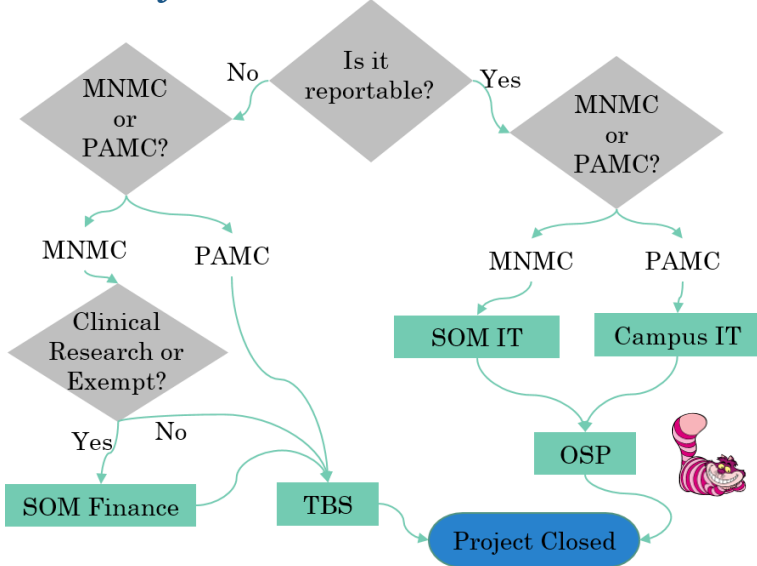 Is it
reportable?
No
Yes
MNMC
or
PAMC?
MNMC
or
PAMC?
MNMC
PAMC
MNMC
PAMC
Clinical
Research or
Exempt?
SOM IT
Campus IT
Yes
No
OSP
SOM Finance
TBS
Project Closed